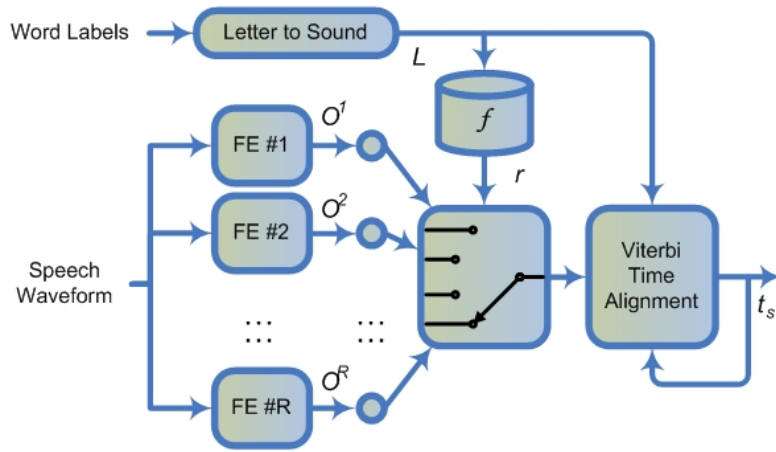 Word Labels
Letter to Sound
L
f
r
FE #1
O¹
FE #2
O²
Speech
Waveform
... ...
... ...
FE #R
Oᴿ
Viterbi
Time
Alignment
tₛ